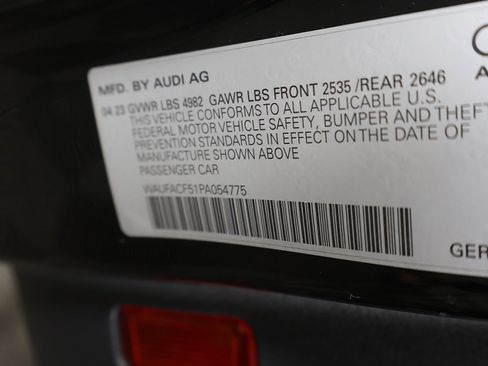 MFD. BY AUDI AG
04 23 GVWR LBS 4982 GAWR LBS FRONT 2535 /REAR 2646
THIS VEHICLE CONFORMS TO ALL APPLICABLE U.S.
FEDERAL MOTOR VEHICLE SAFETY, BUMPER AND THEFT
PREVENTION STANDARDS IN EFFECT ON THE DATE OF
MANUFACTURE SHOWN ABOVE
PASSENGER CAR
WAUFACF51PA054775
GER